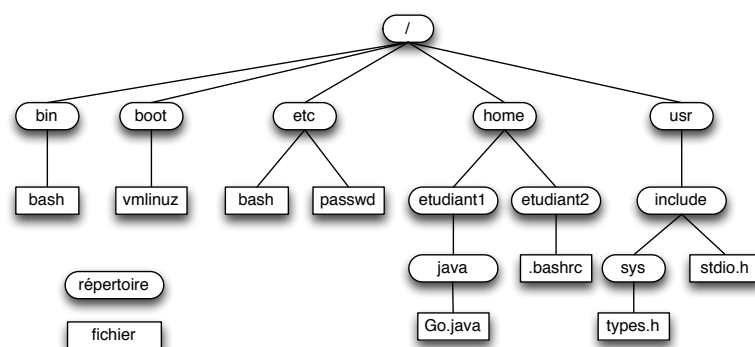 /
bin boot etc home usr
bash vmlinuz bash passwd etudiant1 etudiant2 include
java .bashrc sys stdio.h
répertoire
Go.java types.h
fichier